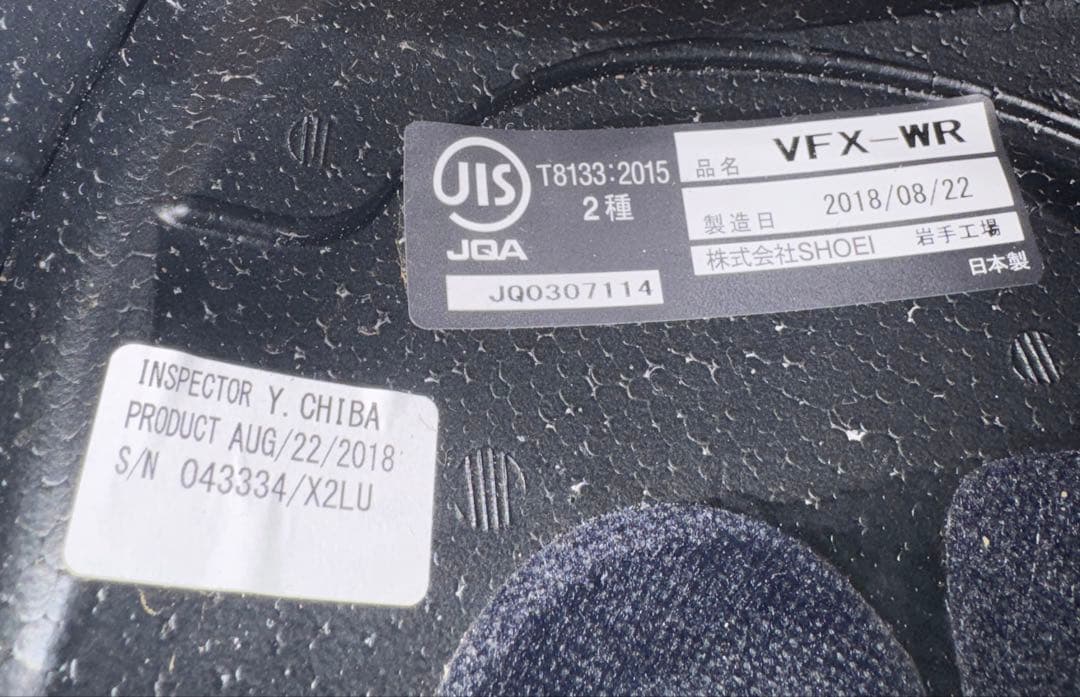 JIS
JQA
T8133:2015
2種
JQ0307114
品名 VFX-WR
製造日 2018/08/22
株式会社SHOEI 岩手工場
日本製
INSPECTOR Y. CHIBA
PRODUCT AUG/22/2018
S/N 043334/X2LU